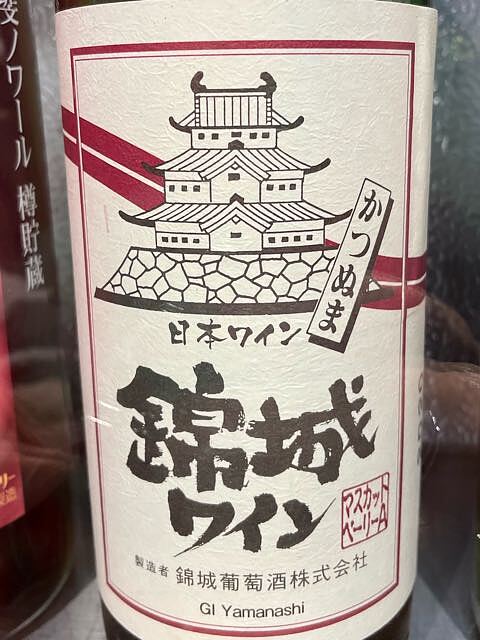 かつぬま
日本ワイン
錦城
ワイン
マスカット
ベーリーA
製造者 錦城葡萄酒株式会社
GI Yamanashi
ノワール 樽貯蔵